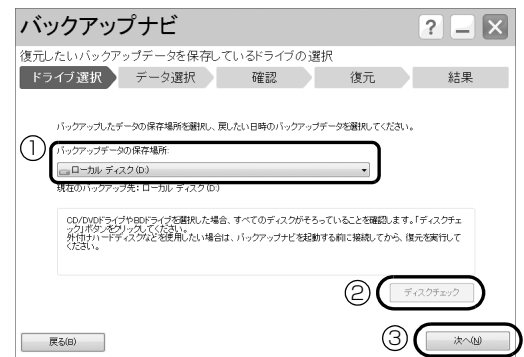 バックアップナビ
? – ×
復元したいバックアップデータを保存しているドライブの選択
ドライブ選択 データ選択 確認 復元 結果
バックアップしたデータの保存場所を選択し、戻したい日時のバックアップデータを選択してください。
① バックアップデータの保存場所:
ローカル ディスク (D:)
現在のバックアップ先: ローカル ディスク (D:)
CD/DVDドライブやBDドライブを選択した場合、すべてのディスクがそろっていることを確認します。「ディスクチェ
ック」ボタンをクリックしてください。
外付けハードディスクなどを使用したい場合は、バックアップナビを起動する前に接続してから、復元を実行して
ください。
② ディスクチェック
戻る(B) ③ 次へ(N)